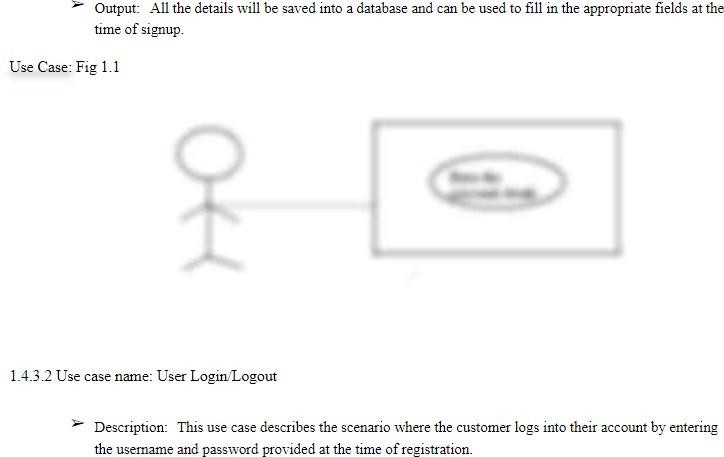 ➢ Output: All the details will be saved into a database and can be used to fill in the appropriate fields at the
time of signup.
Use Case: Fig 1.1
1.4.3.2 Use case name: User Login/Logout
➢ Description: This use case describes the scenario where the customer logs into their account by entering
the username and password provided at the time of registration.